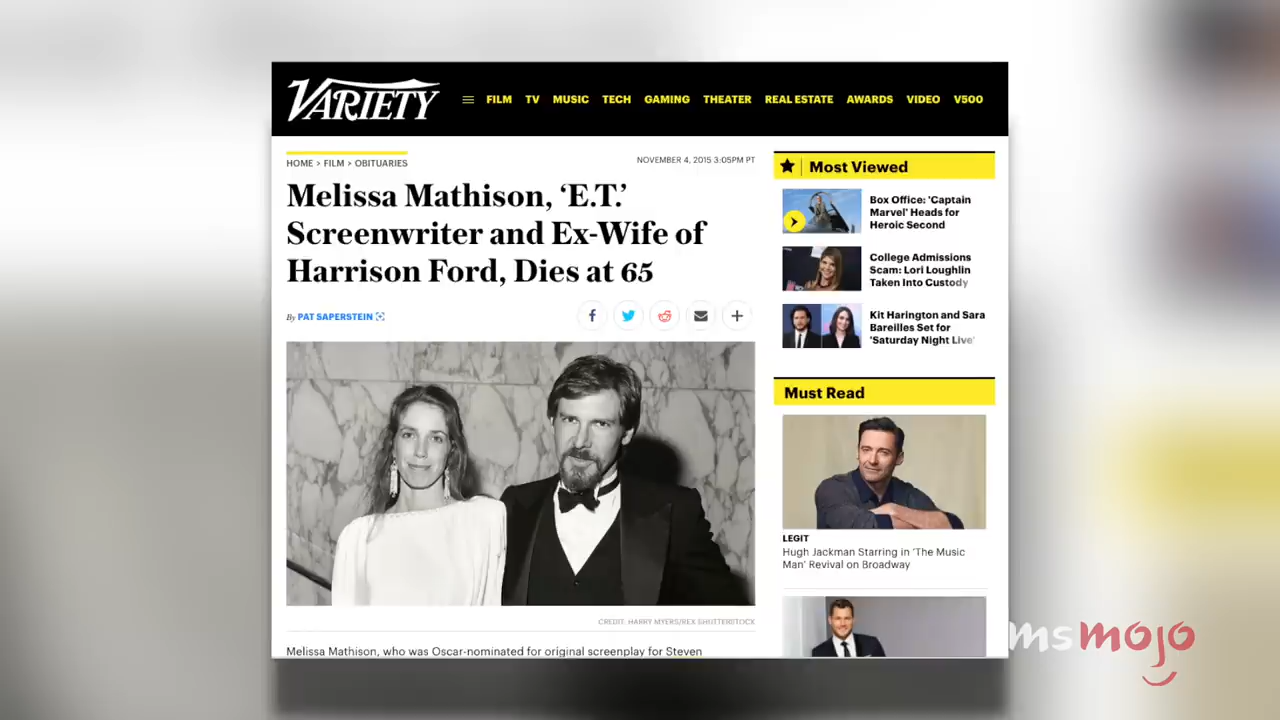 VARIETY
FILM TV MUSIC TECH GAMING THEATER REAL ESTATE AWARDS VIDEO V500
HOME > FILM > OBITUARIES
NOVEMBER 4, 2015 3:05PM PT
Melissa Mathison, ‘E.T.’
Screenwriter and Ex-Wife of
Harrison Ford, Dies at 65
By PAT SAPERSTEIN
CREDIT: HARRY MYERS/REX SHUTTERSTOCK
Melissa Mathison, who was Oscar-nominated for original screenplay for Steven
Most Viewed
Box Office: 'Captain
Marvel' Heads for
Heroic Second
College Admissions
Scam: Lori Loughlin
Taken Into Custody
Kit Harington and Sara
Bareilles Set for
'Saturday Night Live'
Must Read
LEGIT
Hugh Jackman Starring in 'The Music
Man' Revival on Broadway
msmojo